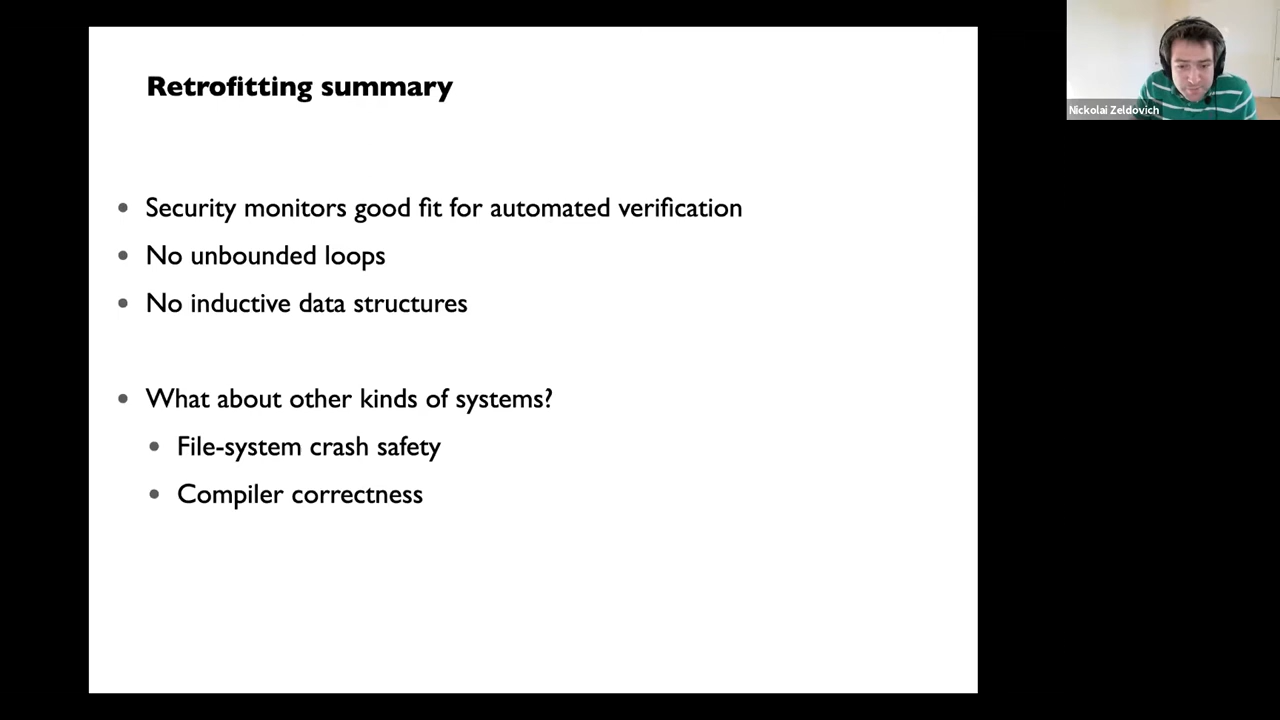 Retrofitting summary
Security monitors good fit for automated verification
No unbounded loops
No inductive data structures
What about other kinds of systems?
File-system crash safety
Compiler correctness
Nickolai Zeldovich